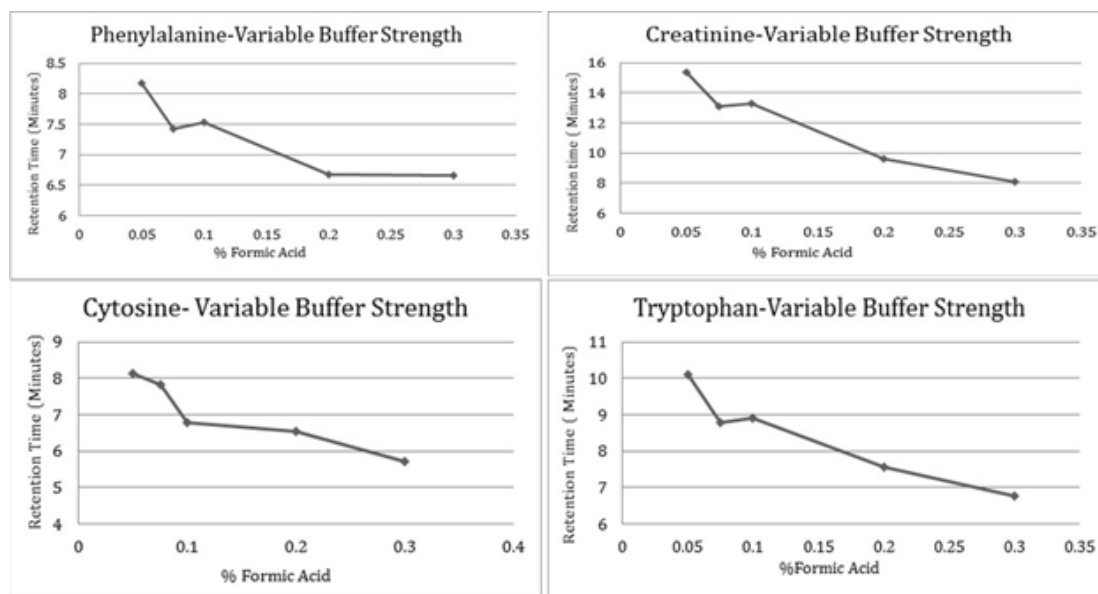 Phenylalanine-Variable Buffer Strength
Retention Time (Minutes)
8.5
8
7.5
7
6.5
6
0 0.05 0.1 0.15 0.2 0.25 0.3 0.35
% Formic Acid
Creatinine-Variable Buffer Strength
Retention time ( Minutes)
16
14
12
10
8
6
0 0.05 0.1 0.15 0.2 0.25 0.3 0.35
% Formic Acid
Cytosine- Variable Buffer Strength
Retention Time (Minutes)
9
8
7
6
5
4
0 0.1 0.2 0.3 0.4
% Formic Acid
Tryptophan-Variable Buffer Strength
Retention Time ( Minutes)
11
10
9
8
7
6
0 0.05 0.1 0.15 0.2 0.25 0.3 0.35
%Formic Acid